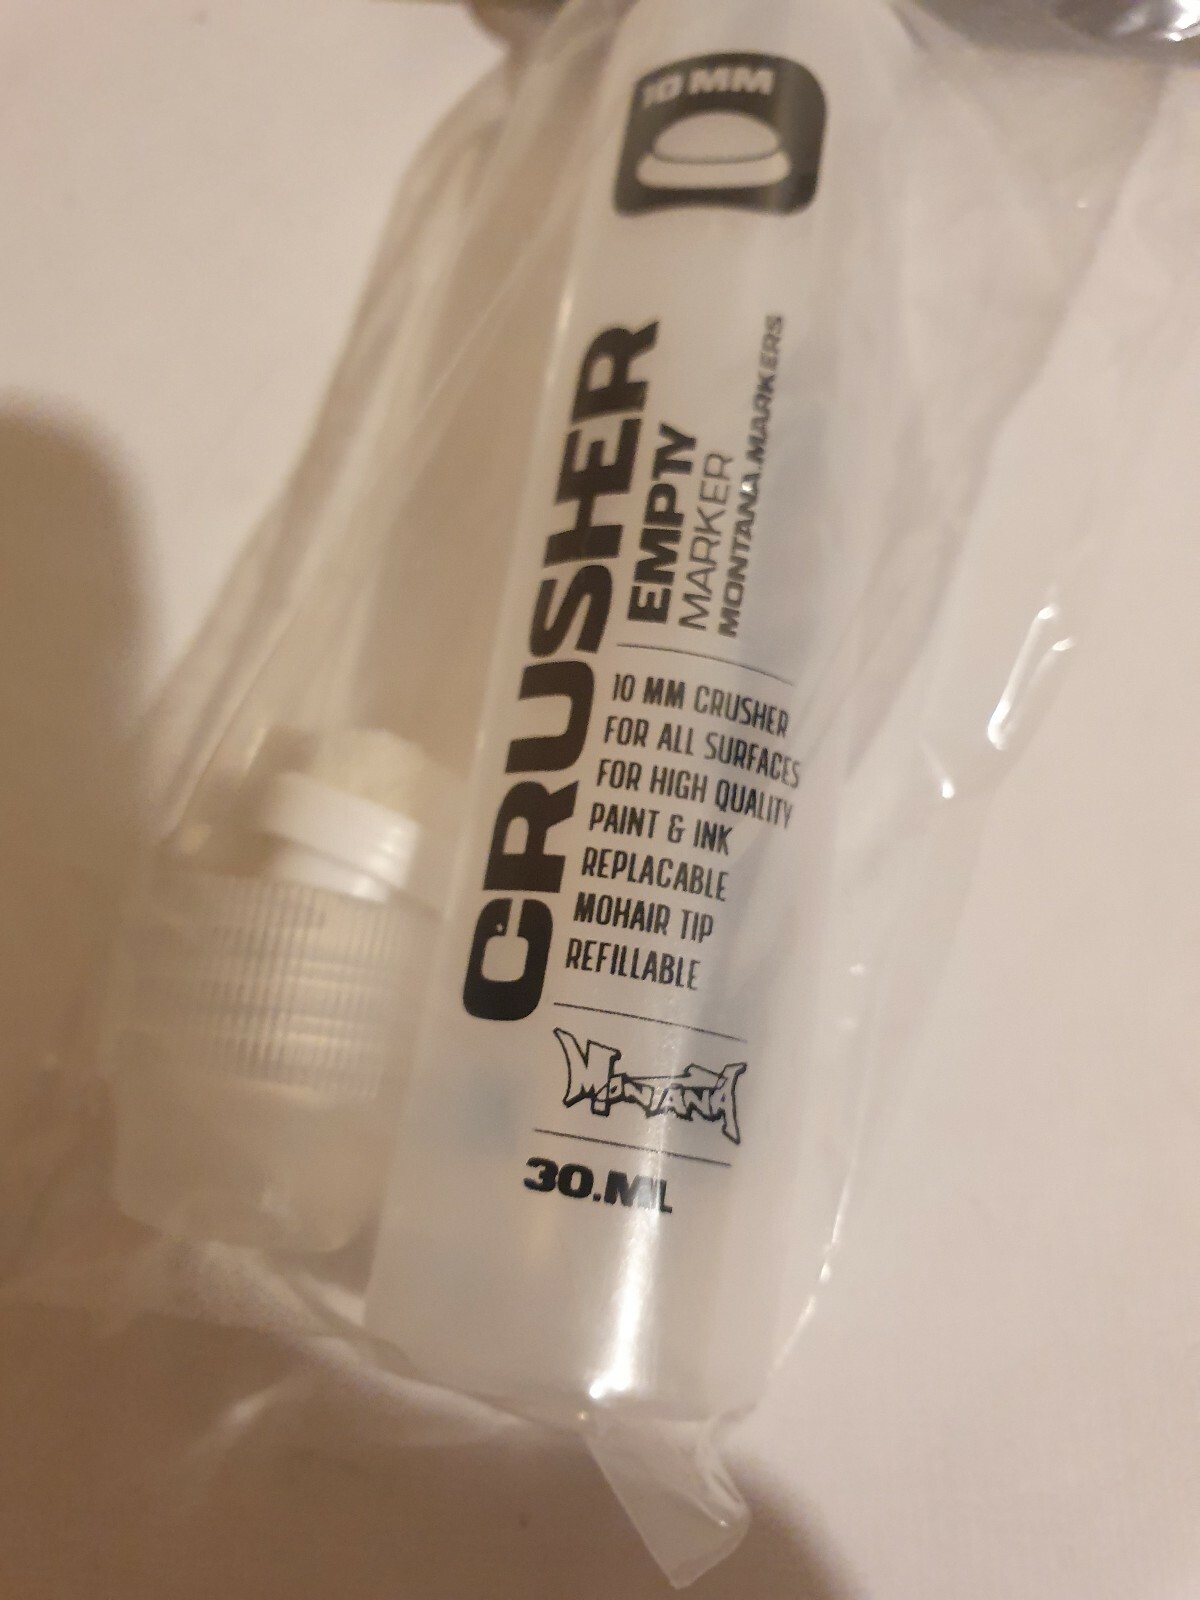 10 MM
CRUSHER
EMPTY
MARKER
MONTANA.MARKERS
10 MM CRUSHER
FOR ALL SURFACES
FOR HIGH QUALITY
PAINT & INK
REPLACABLE
MOHAIR TIP
REFILLABLE
MONTANA
30.ML